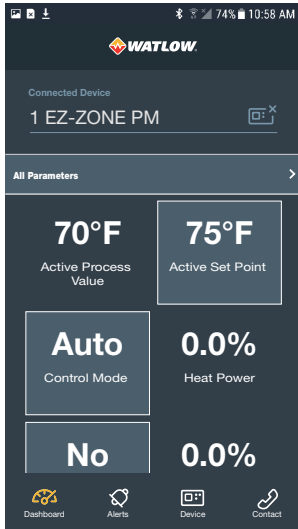 74% 10:58 AM
WATLOW.
Connected Device
1 EZ-ZONE PM
All Parameters
70°F 75°F
Active Process Value Active Set Point
Auto 0.0%
Control Mode Heat Power
No 0.0%
Dashboard Alerts Device Contact